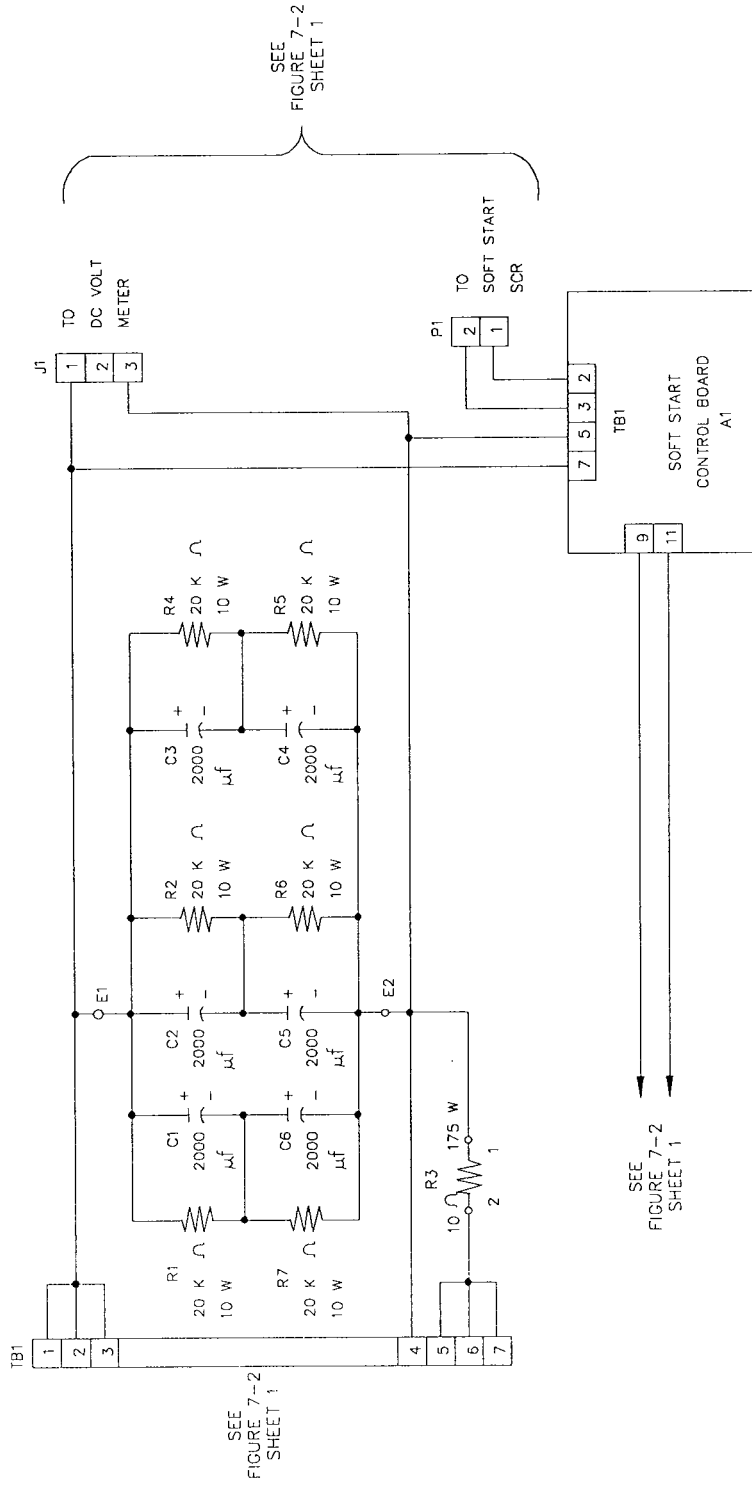 TB1
1
2
3
4
5
6
7
SEE
FIGURE 7-2
SHEET 1
R1
20 K Ω
10 W
R7
20 K Ω
10 W
C1
2000
μf
+
-
C6
2000
μf
+
-
E1
C2
2000
μf
+
-
C5
2000
μf
+
-
E2
R2
20 K Ω
10 W
R6
20 K Ω
10 W
C3
2000
μf
+
-
C4
2000
μf
+
-
R4
20 K Ω
10 W
R5
20 K Ω
10 W
R3
10 Ω 175 W
2 1
J1
1
2
3
TO
DC VOLT
METER
P1
2
1
TO
SOFT START
SCR
SEE
FIGURE 7-2
SHEET 1
7 5 3 2
TB1
9
11
SOFT START
CONTROL BOARD
A1
SEE
FIGURE 7-2
SHEET 1